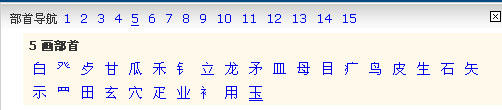 部首导航 1 2 3 4 5 6 7 8 9 10 11 12 13 14 15
5 画部首
白 癶 歺 甘 瓜 禾 钅 立 龙 矛 皿 母 目 疒 鸟 皮 生 石 矢
示 罒 田 玄 穴 疋 业 衤 用 玉